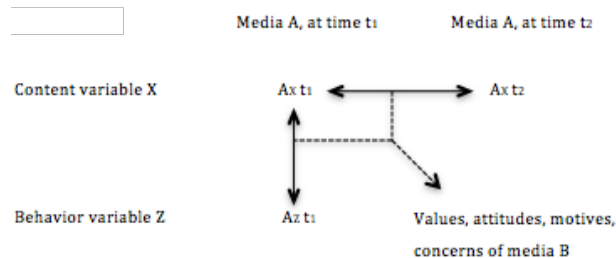 Media A, at time t1 Media A, at time t2
Content variable X Ax t1 Ax t2
Behavior variable Z Az t1 Values, attitudes, motives,
concerns of media B